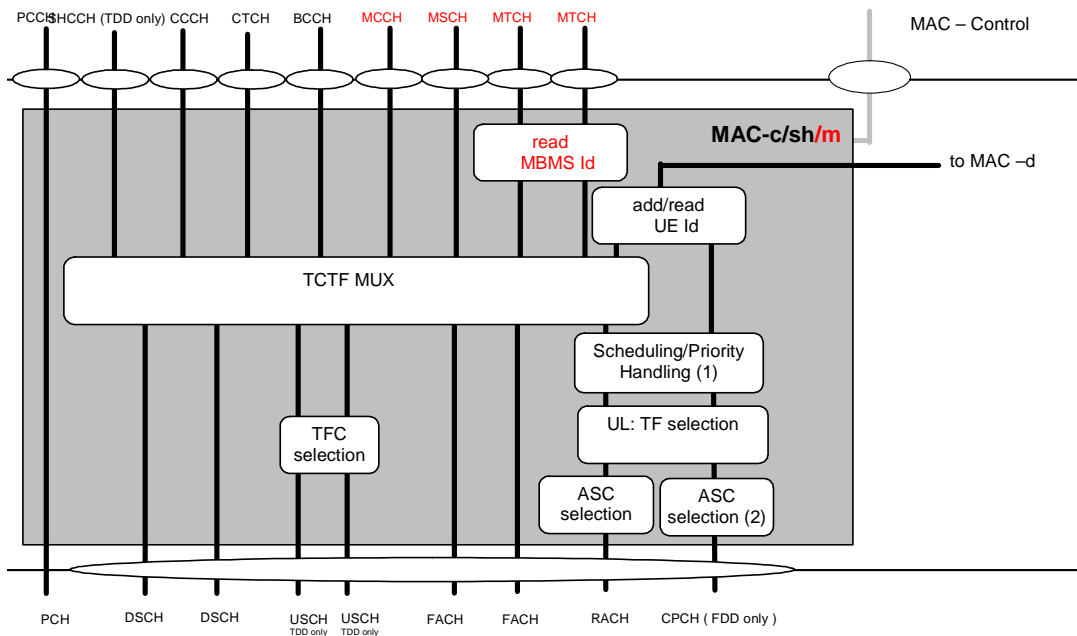 PCCH SHCCH (TDD only) CCCH CTCH BCCH MCCH MSCH MTCH MTCH
MAC – Control
MAC-c/sh/m
read
MBMS Id
to MAC –d
add/read
UE Id
TCTF MUX
Scheduling/Priority
Handling (1)
UL: TF selection
TFC
selection
ASC
selection
ASC
selection (2)
PCH DSCH DSCH USCH USCH FACH FACH RACH CPCH ( FDD only )
TDD only TDD only